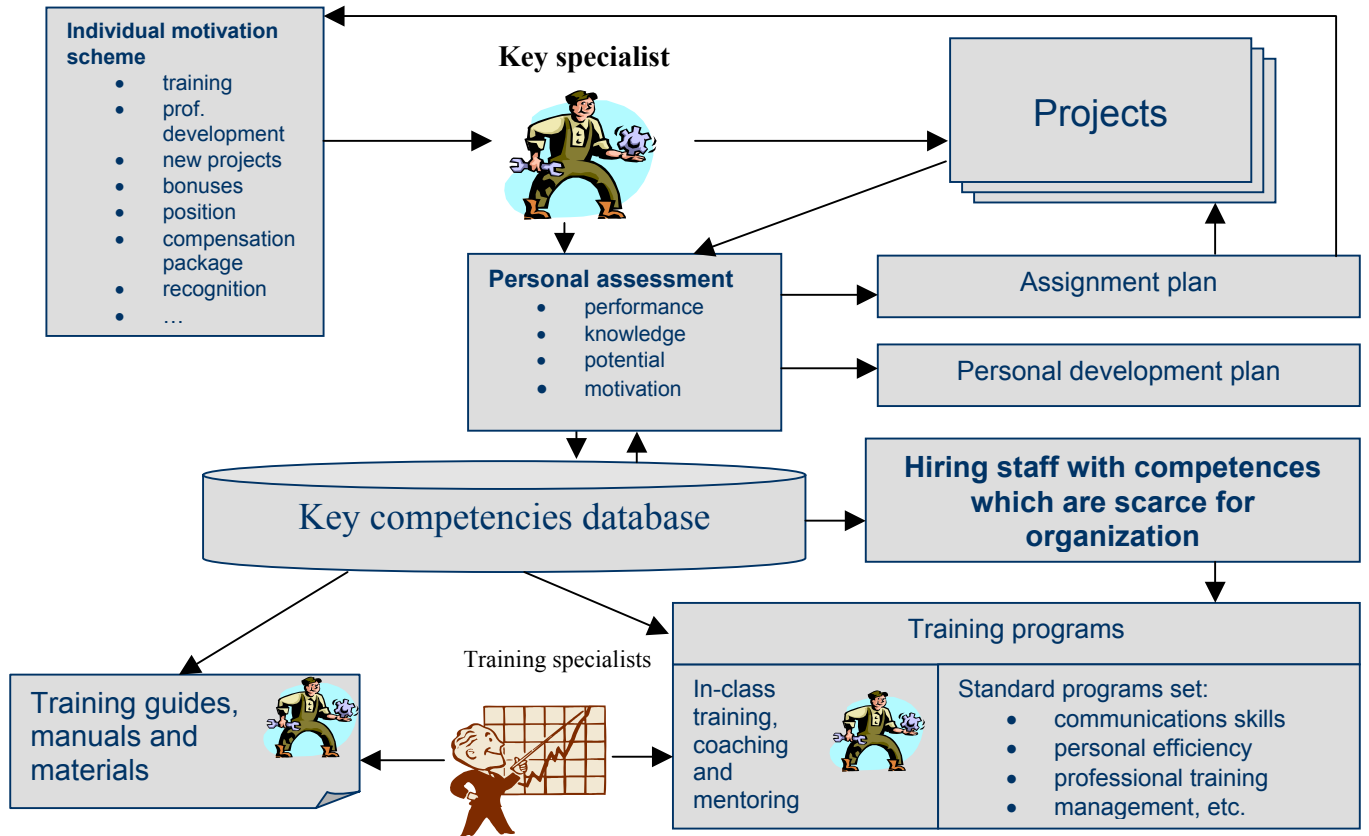 Individual motivation
scheme
• training
• prof.
development
• new projects
• bonuses
• position
• compensation
package
• recognition
• …
Key specialist
Projects
Personal assessment
• performance
• knowledge
• potential
• motivation
Assignment plan
Personal development plan
Key competencies database
Hiring staff with competences
which are scarce for
organization
Training guides,
manuals and
materials
Training specialists
Training programs
In-class
training,
coaching
and
mentoring
Standard programs set:
• communications skills
• personal efficiency
• professional training
• management, etc.